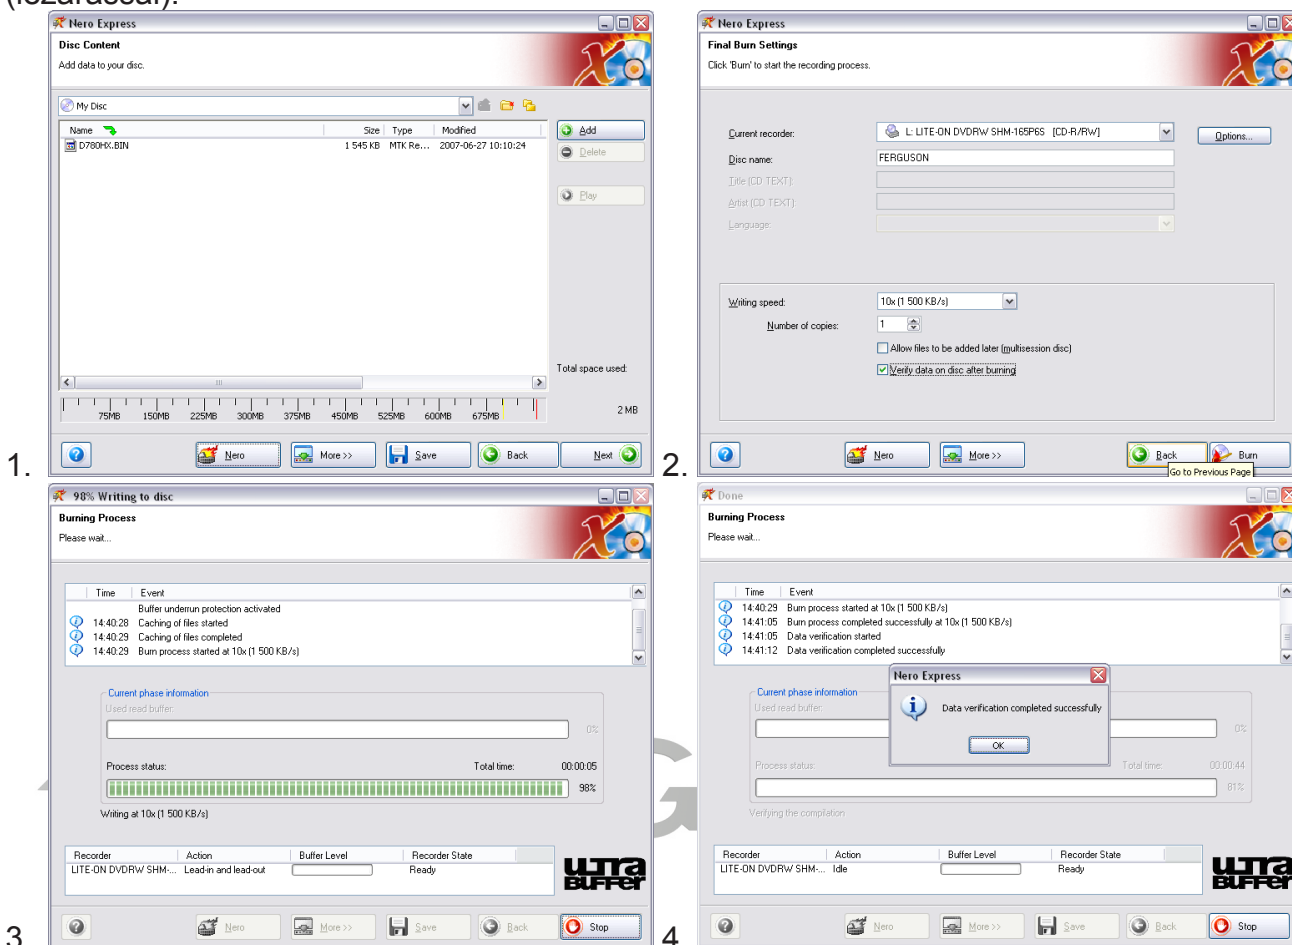 (lezárással).
Nero Express
Disc Content
Add data to your disc.
My Disc
Name Size Type Modified
D780HX.BIN 1 545 KB MTK Re... 2007-06-27 10:10:24
Add
Delete
Play
Total space used:
75MB 150MB 225MB 300MB 375MB 450MB 525MB 600MB 675MB
2 MB
Nero More >> Save Back Next
1.
Nero Express
Final Burn Settings
Click 'Burn' to start the recording process.
Current recorder: L: LITE-ON DVDRW SHM-165P6S [CD-R/RW] Options...
Disc name: FERGUSON
Title (CD TEXT):
Artist (CD TEXT):
Language:
Writing speed: 10x (1 500 KB/s)
Number of copies: 1
Allow files to be added later (multisession disc)
Verify data on disc after burning
Nero More >> Back Burn
Go to Previous Page
2.
98% Writing to disc
Burning Process
Please wait...
Time Event
Buffer underrun protection activated
14:40:28 Caching of files started
14:40:29 Caching of files completed
14:40:29 Burn process started at 10x (1 500 KB/s)
Current phase information
Used read buffer:
0%
Process status: Total time: 00:00:05
98%
Writing at 10x (1 500 KB/s)
Recorder Action Buffer Level Recorder State
LITE-ON DVDRW SHM-... Lead-in and lead-out Ready
ULTRA
BUFFER
Nero More >> Save Back Stop
3.
Done
Burning Process
Please wait...
Time Event
14:40:29 Burn process started at 10x (1 500 KB/s)
14:41:05 Burn process completed successfully at 10x (1 500 KB/s)
14:41:05 Data verification started
14:41:12 Data verification completed successfully
Nero Express
Data verification completed successfully
OK
Current phase information
Used read buffer:
0%
Process status: Total time: 00:00:44
81%
Verifying the compilation
Recorder Action Buffer Level Recorder State
LITE-ON DVDRW SHM-... Idle Ready
ULTRA
BUFFER
Nero More >> Save Back Stop
4.